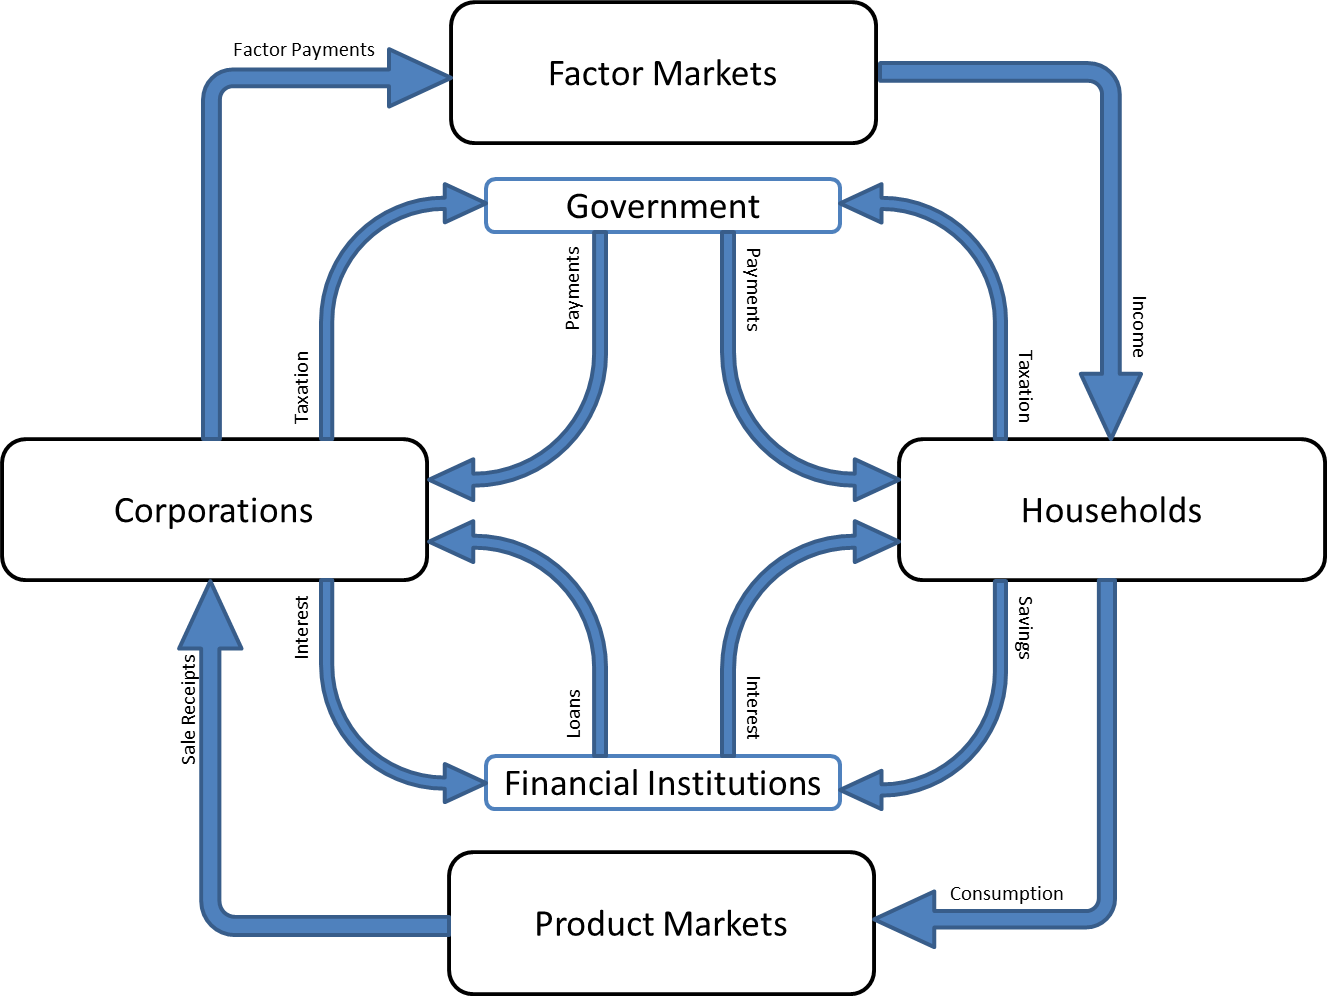 Factor Payments
Factor Markets
Government
Payments
Payments
Income
Taxation
Taxation
Corporations
Households
Interest
Savings
Sale Receipts
Loans
Interest
Financial Institutions
Consumption
Product Markets